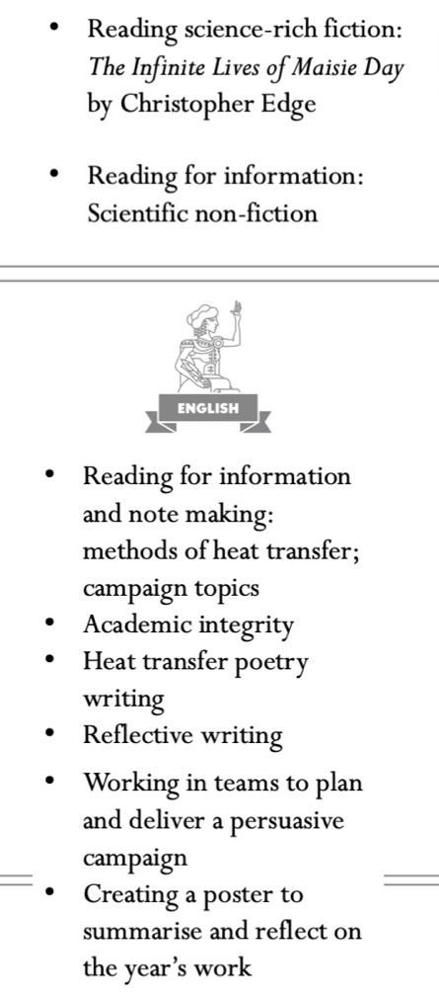 • Reading science-rich fiction:
The Infinite Lives of Maisie Day
by Christopher Edge
• Reading for information:
Scientific non-fiction
ENGLISH
• Reading for information
and note making:
methods of heat transfer;
campaign topics
• Academic integrity
• Heat transfer poetry
writing
• Reflective writing
• Working in teams to plan
and deliver a persuasive
campaign
• Creating a poster to
summarise and reflect on
the year’s work